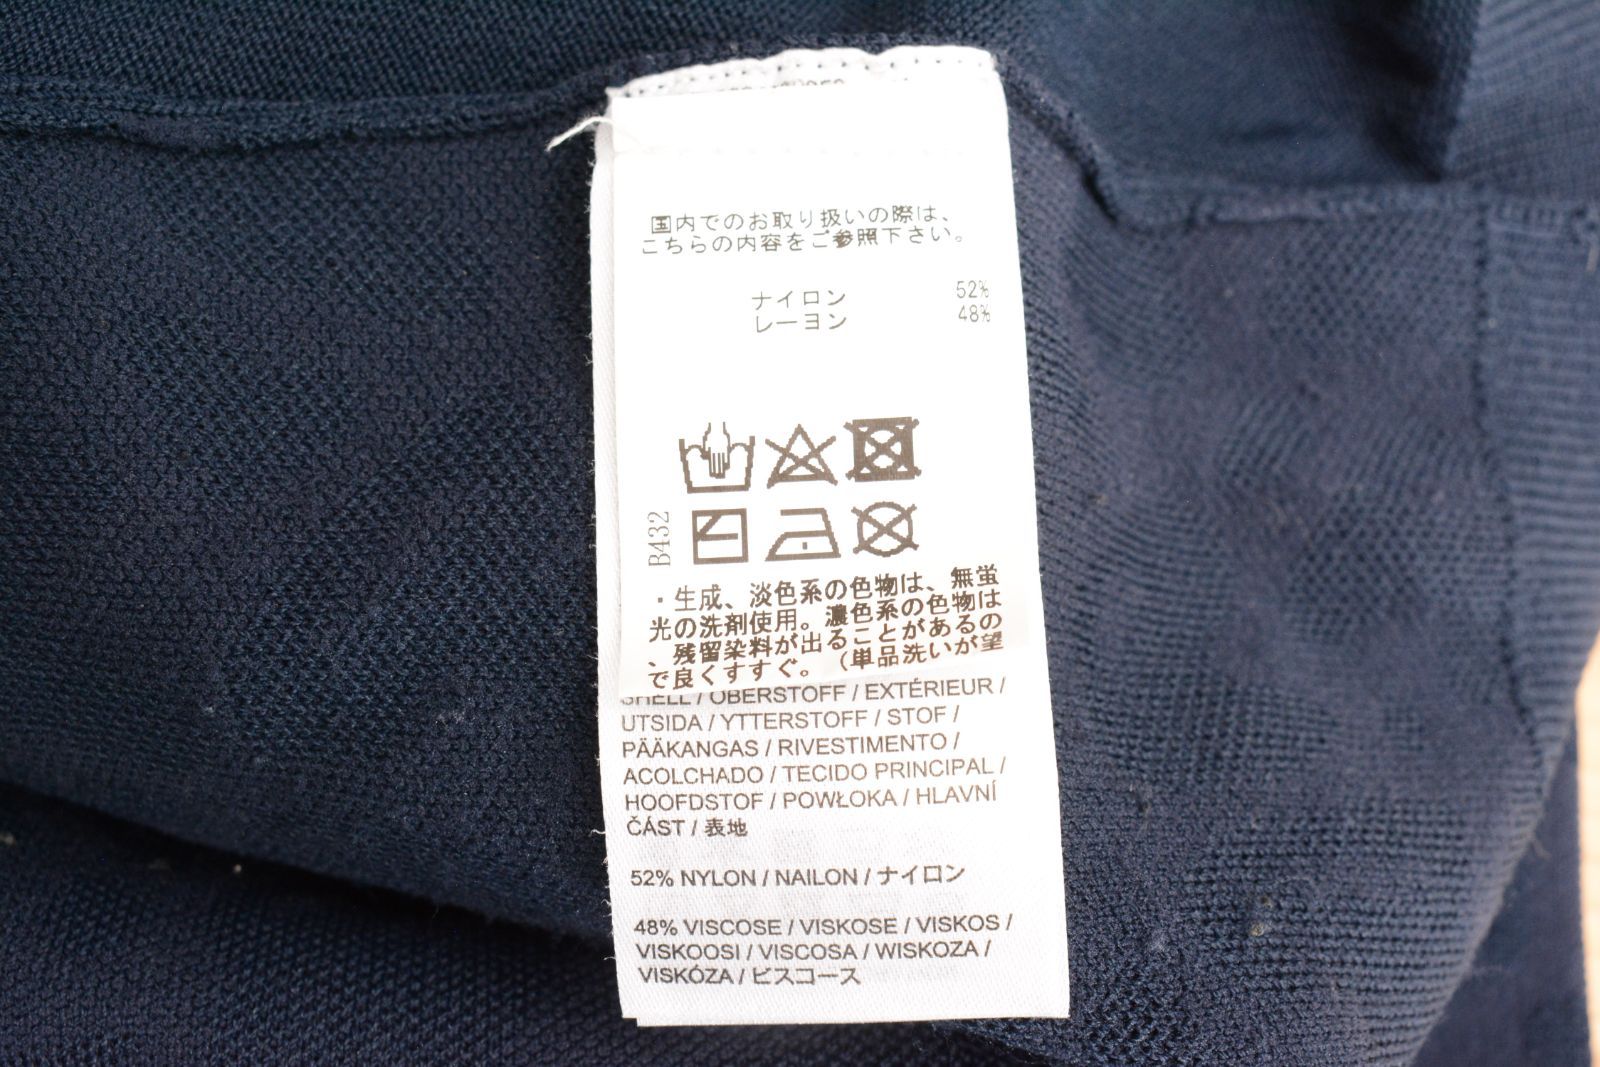 国内でのお取り扱いの際は、
こちらの内容をご参照下さい。
ナイロン 52%
レーヨン 48%
B432
・生成、淡色系の色物は、無蛍
光の洗剤使用。濃色系の色物は
、残留染料が出ることがあるの
で良くすすぐ。（単品洗いが望
SHELL / OBERSTOFF / EXTÉRIEUR /
UTSIDA / YTTERSTOFF / STOF /
PÄÄKANGAS / RIVESTIMENTO /
ACOLCHADO / TECIDO PRINCIPAL /
HOOFDSTOF / POWŁOKA / HLAVNÍ
ČÁST / 表地
52% NYLON / NAILON / ナイロン
48% VISCOSE / VISKOSE / VISKOS /
VISKOOSI / VISCOSA / WISKOZA /
VISKÓZA / ビスコース